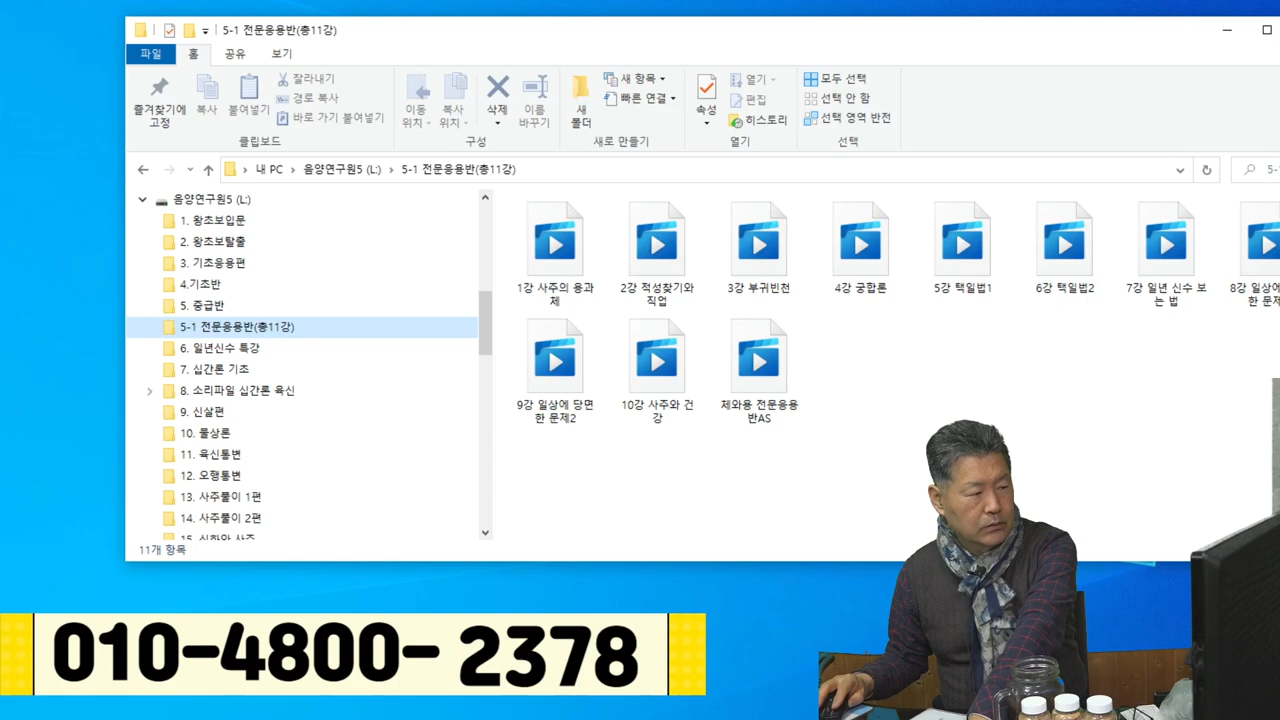 5-1 전문응용반(총11강)
파일 홈 공유 보기
즐겨찾기에 고정
복사
붙여넣기
잘라내기
경로 복사
바로 가기 붙여넣기
클립보드
이동 위치
복사 위치
삭제
이름 바꾸기
구성
새 폴더
새 항목
빠른 연결
새로 만들기
속성
열기
편집
히스토리
열기
모두 선택
선택 안 함
선택 영역 반전
선택
내 PC 음양연구원5 (L:) 5-1 전문응용반(총11강)
5-1
음양연구원5 (L:)
1. 왕초보입문
2. 왕초보탈출
3. 기초응용편
4.기초반
5. 중급반
5-1 전문응용반(총11강)
6. 일년신수 특강
7. 십간론 기초
8. 소리파일 십간론 육신
9. 신살편
10. 물상론
11. 육신통변
12. 오행통변
13. 사주풀이 1편
14. 사주풀이 2편
1강 사주의 용과
체
2강 적성찾기와
직업
3강 부귀빈천
4강 궁합론
5강 택일법1
6강 택일법2
7강 일년 신수 보
는 법
8강 일상에
한 문제
9강 일상에 당면
한 문제2
10강 사주와 건
강
체와용 전문응용
반AS
11개 항목
010-4800- 2378